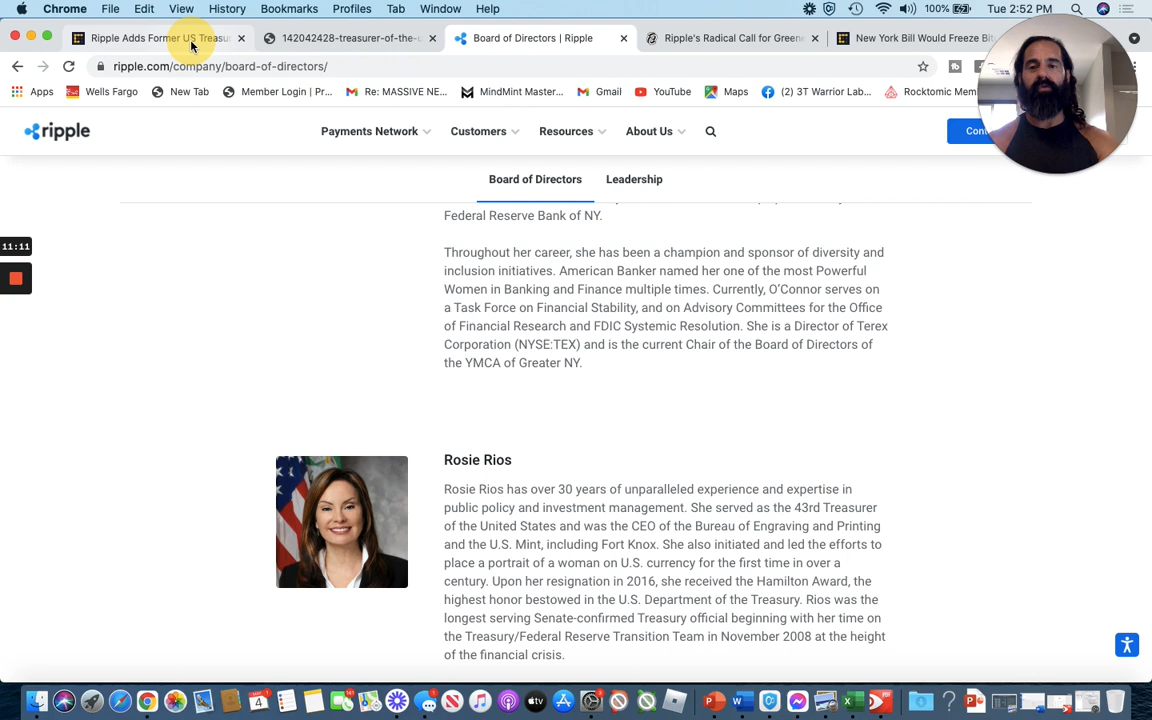 Chrome File Edit View History Bookmarks Profiles Tab Window Help 100% Tue 2:52 PM
Ripple Adds Former US Treasu 142042428-treasurer-of-the-u Board of Directors | Ripple Ripple's Radical Call for Greene New York Bill Would Freeze Bit
ripple.com/company/board-of-directors/
Apps Wells Fargo New Tab Member Login | Pr... Re: MASSIVE NE... MindMint Master... Gmail YouTube Maps (2) 3T Warrior Lab... Rocktomic Mem
ripple Payments Network Customers Resources About Us Cont
Board of Directors Leadership
Federal Reserve Bank of NY.
11:11
Throughout her career, she has been a champion and sponsor of diversity and
inclusion initiatives. American Banker named her one of the most Powerful
Women in Banking and Finance multiple times. Currently, O'Connor serves on
a Task Force on Financial Stability, and on Advisory Committees for the Office
of Financial Research and FDIC Systemic Resolution. She is a Director of Terex
Corporation (NYSE:TEX) and is the current Chair of the Board of Directors of
the YMCA of Greater NY.
Rosie Rios
Rosie Rios has over 30 years of unparalleled experience and expertise in
public policy and investment management. She served as the 43rd Treasurer
of the United States and was the CEO of the Bureau of Engraving and Printing
and the U.S. Mint, including Fort Knox. She also initiated and led the efforts to
place a portrait of a woman on U.S. currency for the first time in over a
century. Upon her resignation in 2016, she received the Hamilton Award, the
highest honor bestowed in the U.S. Department of the Treasury. Rios was the
longest serving Senate-confirmed Treasury official beginning with her time on
the Treasury/Federal Reserve Transition Team in November 2008 at the height
of the financial crisis.